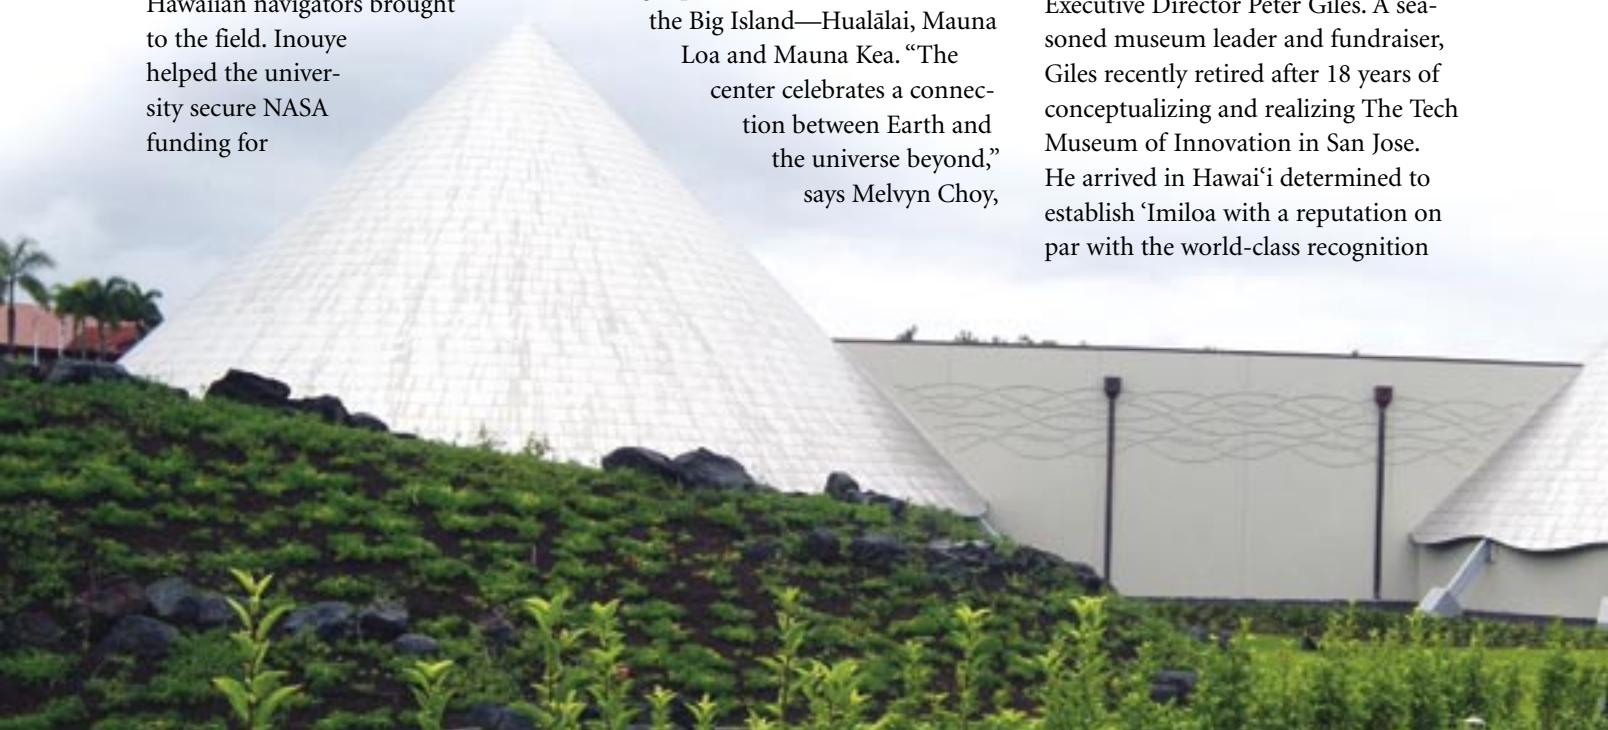 Hawaiian navigators brought
to the field. Inouye
helped the univer-
sity secure NASA
funding for
the Big Island—Hualālai, Mauna
Loa and Mauna Kea. “The
center celebrates a connec-
tion between Earth and
the universe beyond,”
says Melvyn Choy,
Executive Director Peter Giles. A sea-
soned museum leader and fundraiser,
Giles recently retired after 18 years of
conceptualizing and realizing The Tech
Museum of Innovation in San Jose.
He arrived in Hawai‘i determined to
establish ‘Imiloa with a reputation on
par with the world-class recognition